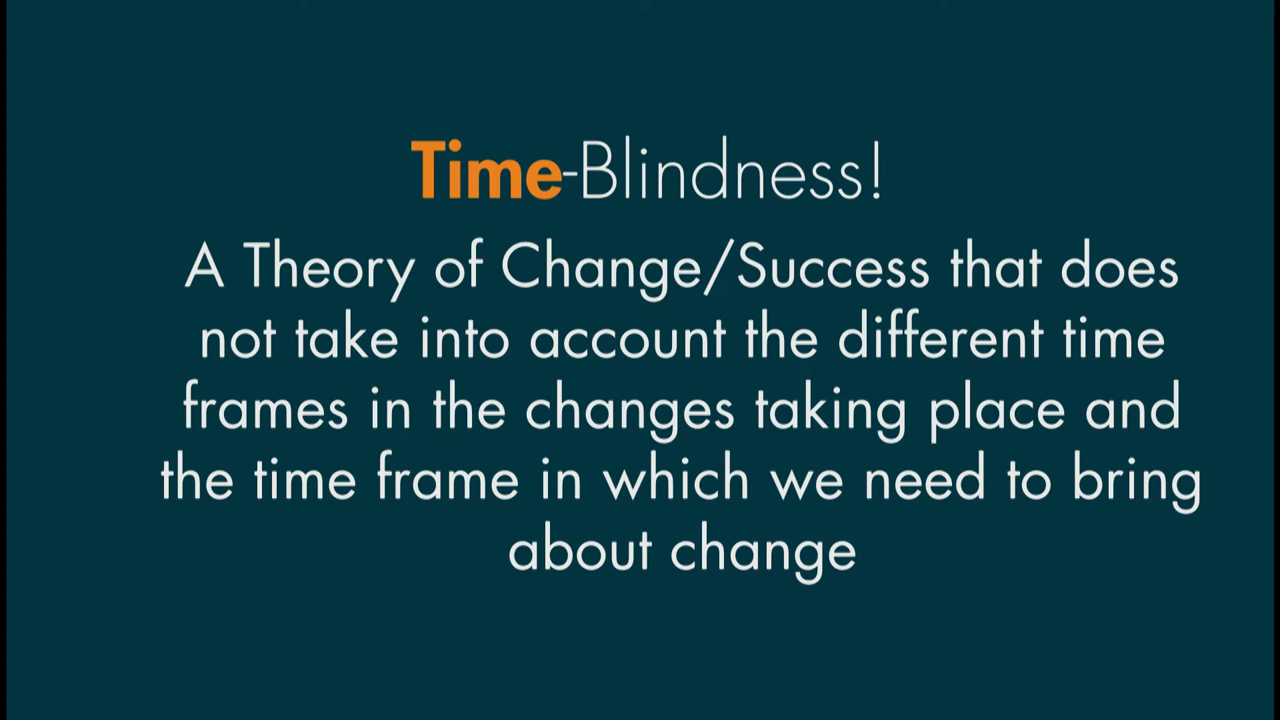 Time-Blindness!
A Theory of Change/Success that does
not take into account the different time
frames in the changes taking place and
the time frame in which we need to bring
about change